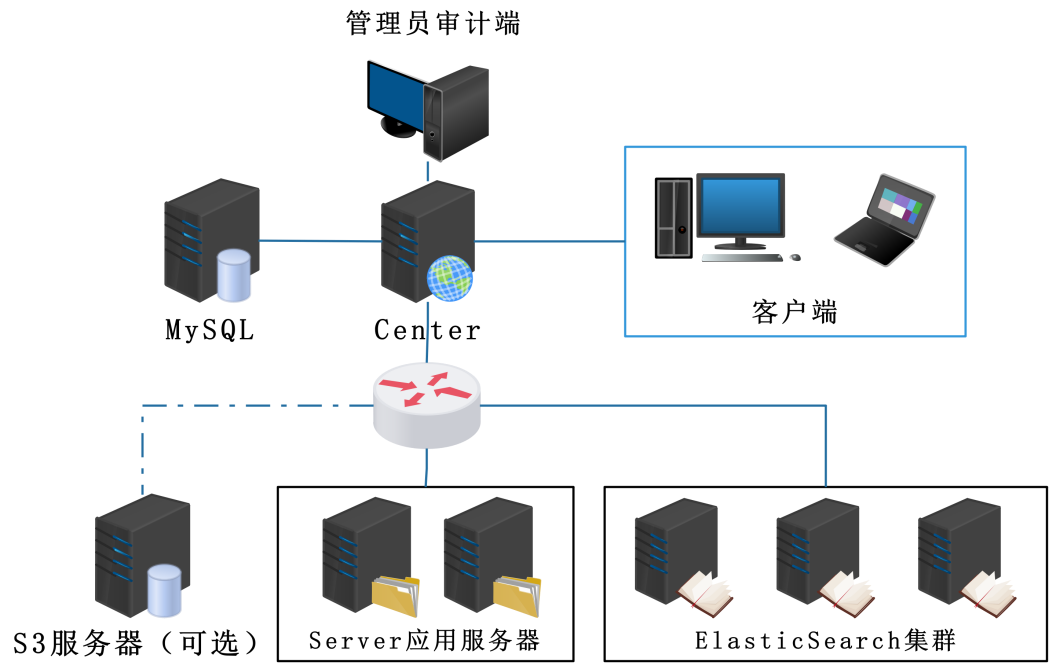 管理员审计端
客户端
MySQL
Center
S3服务器（可选）
Server应用服务器
ElasticSearch集群